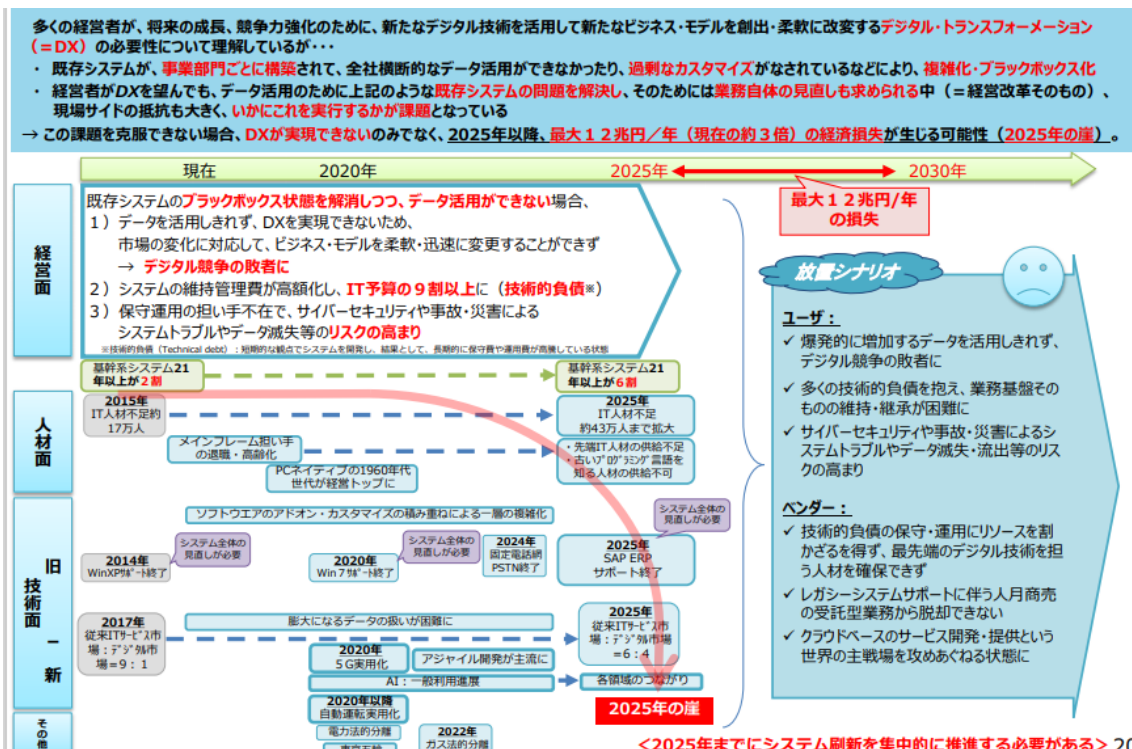 多くの経営者が、将来の成長、競争力強化のために、新たなデジタル技術を活用して新たなビジネス・モデルを創出・柔軟に改変するデジタル・トランスフォーメーション
（＝DX）の必要性について理解しているが・・・
・ 既存システムが、事業部門ごとに構築されて、全社横断的なデータ活用ができなかったり、過剰なカスタマイズがなされているなどにより、複雑化・ブラックボックス化
・ 経営者がDXを望んでも、データ活用のために上記のような既存システムの問題を解決し、そのためには業務自体の見直しも求められる中（＝経営改革そのもの）、
現場サイドの抵抗も大きく、いかにこれを実行するかが課題となっている
→ この課題を克服できない場合、DXが実現できないのみでなく、2025年以降、最大１２兆円／年（現在の約３倍）の経済損失が生じる可能性（2025年の崖）。
現在
2020年
2025年
2030年
最大１２兆円/年
の損失
経営面
既存システムのブラックボックス状態を解消しつつ、データ活用ができない場合、
１）データを活用しきれず、DXを実現できないため、
市場の変化に対応して、ビジネス・モデルを柔軟・迅速に変更することができず
→ デジタル競争の敗者に
２）システムの維持管理費が高額化し、IT予算の９割以上に（技術的負債※）
３）保守運用の担い手不在で、サイバーセキュリティや事故・災害による
システムトラブルやデータ滅失等のリスクの高まり
※技術的負債（Technical debt）：短期的な観点でシステムを開発し、結果として、長期的に保守費や運用費が高騰している状態
基幹系システム21
年以上が２割
基幹系システム21
年以上が６割
人材面
2015年
IT人材不足約
17万人
2025年
IT人材不足
約43万人まで拡大
メインフレーム担い手
の退職・高齢化
・先端IT人材の供給不足
・古いﾌﾟﾛｸﾞﾗﾐﾝｸﾞ言語を
知る人材の供給不可
PCネイティブの1960年代
世代が経営トップに
技術面
旧
ー
新
ソフトウエアのアドオン・カスタマイズの積み重ねによる一層の複雑化
システム全体の
見直しが必要
システム全体の
見直しが必要
システム全体の
見直しが必要
2014年
WinXPｻﾎﾟｰﾄ終了
2020年
Win７ｻﾎﾟｰﾄ終了
2024年
固定電話網
PSTN終了
2025年
SAP ERP
サポート終了
2017年
従来ITｻｰﾋﾞｽ市
場：ﾃﾞｼﾞﾀﾙ市
場＝9：1
膨大になるデータの扱いが困難に
2025年
従来ITｻｰﾋﾞｽ市
場：ﾃﾞｼﾞﾀﾙ市場
＝6：4
2020年
５G実用化
アジャイル開発が主流に
AI：一般利用進展
各領域のつながり
2020年以降
自動運転実用化
2025年の崖
その他
電力法的分離
2022年
ガス法的分離
放置シナリオ
ユーザ：
✓ 爆発的に増加するデータを活用しきれず、
デジタル競争の敗者に
✓ 多くの技術的負債を抱え、業務基盤その
ものの維持・継承が困難に
✓ サイバーセキュリティや事故・災害によるシ
ステムトラブルやデータ滅失・流出等のリス
クの高まり
ベンダー：
✓ 技術的負債の保守・運用にリソースを割
かざるを得ず、最先端のデジタル技術を担
う人材を確保できず
✓ レガシーシステムサポートに伴う人月商売
の受託型業務から脱却できない
✓ クラウドベースのサービス開発・提供という
世界の主戦場を攻めあぐねる状態に
＜2025年までにシステム刷新を集中的に推進する必要がある＞